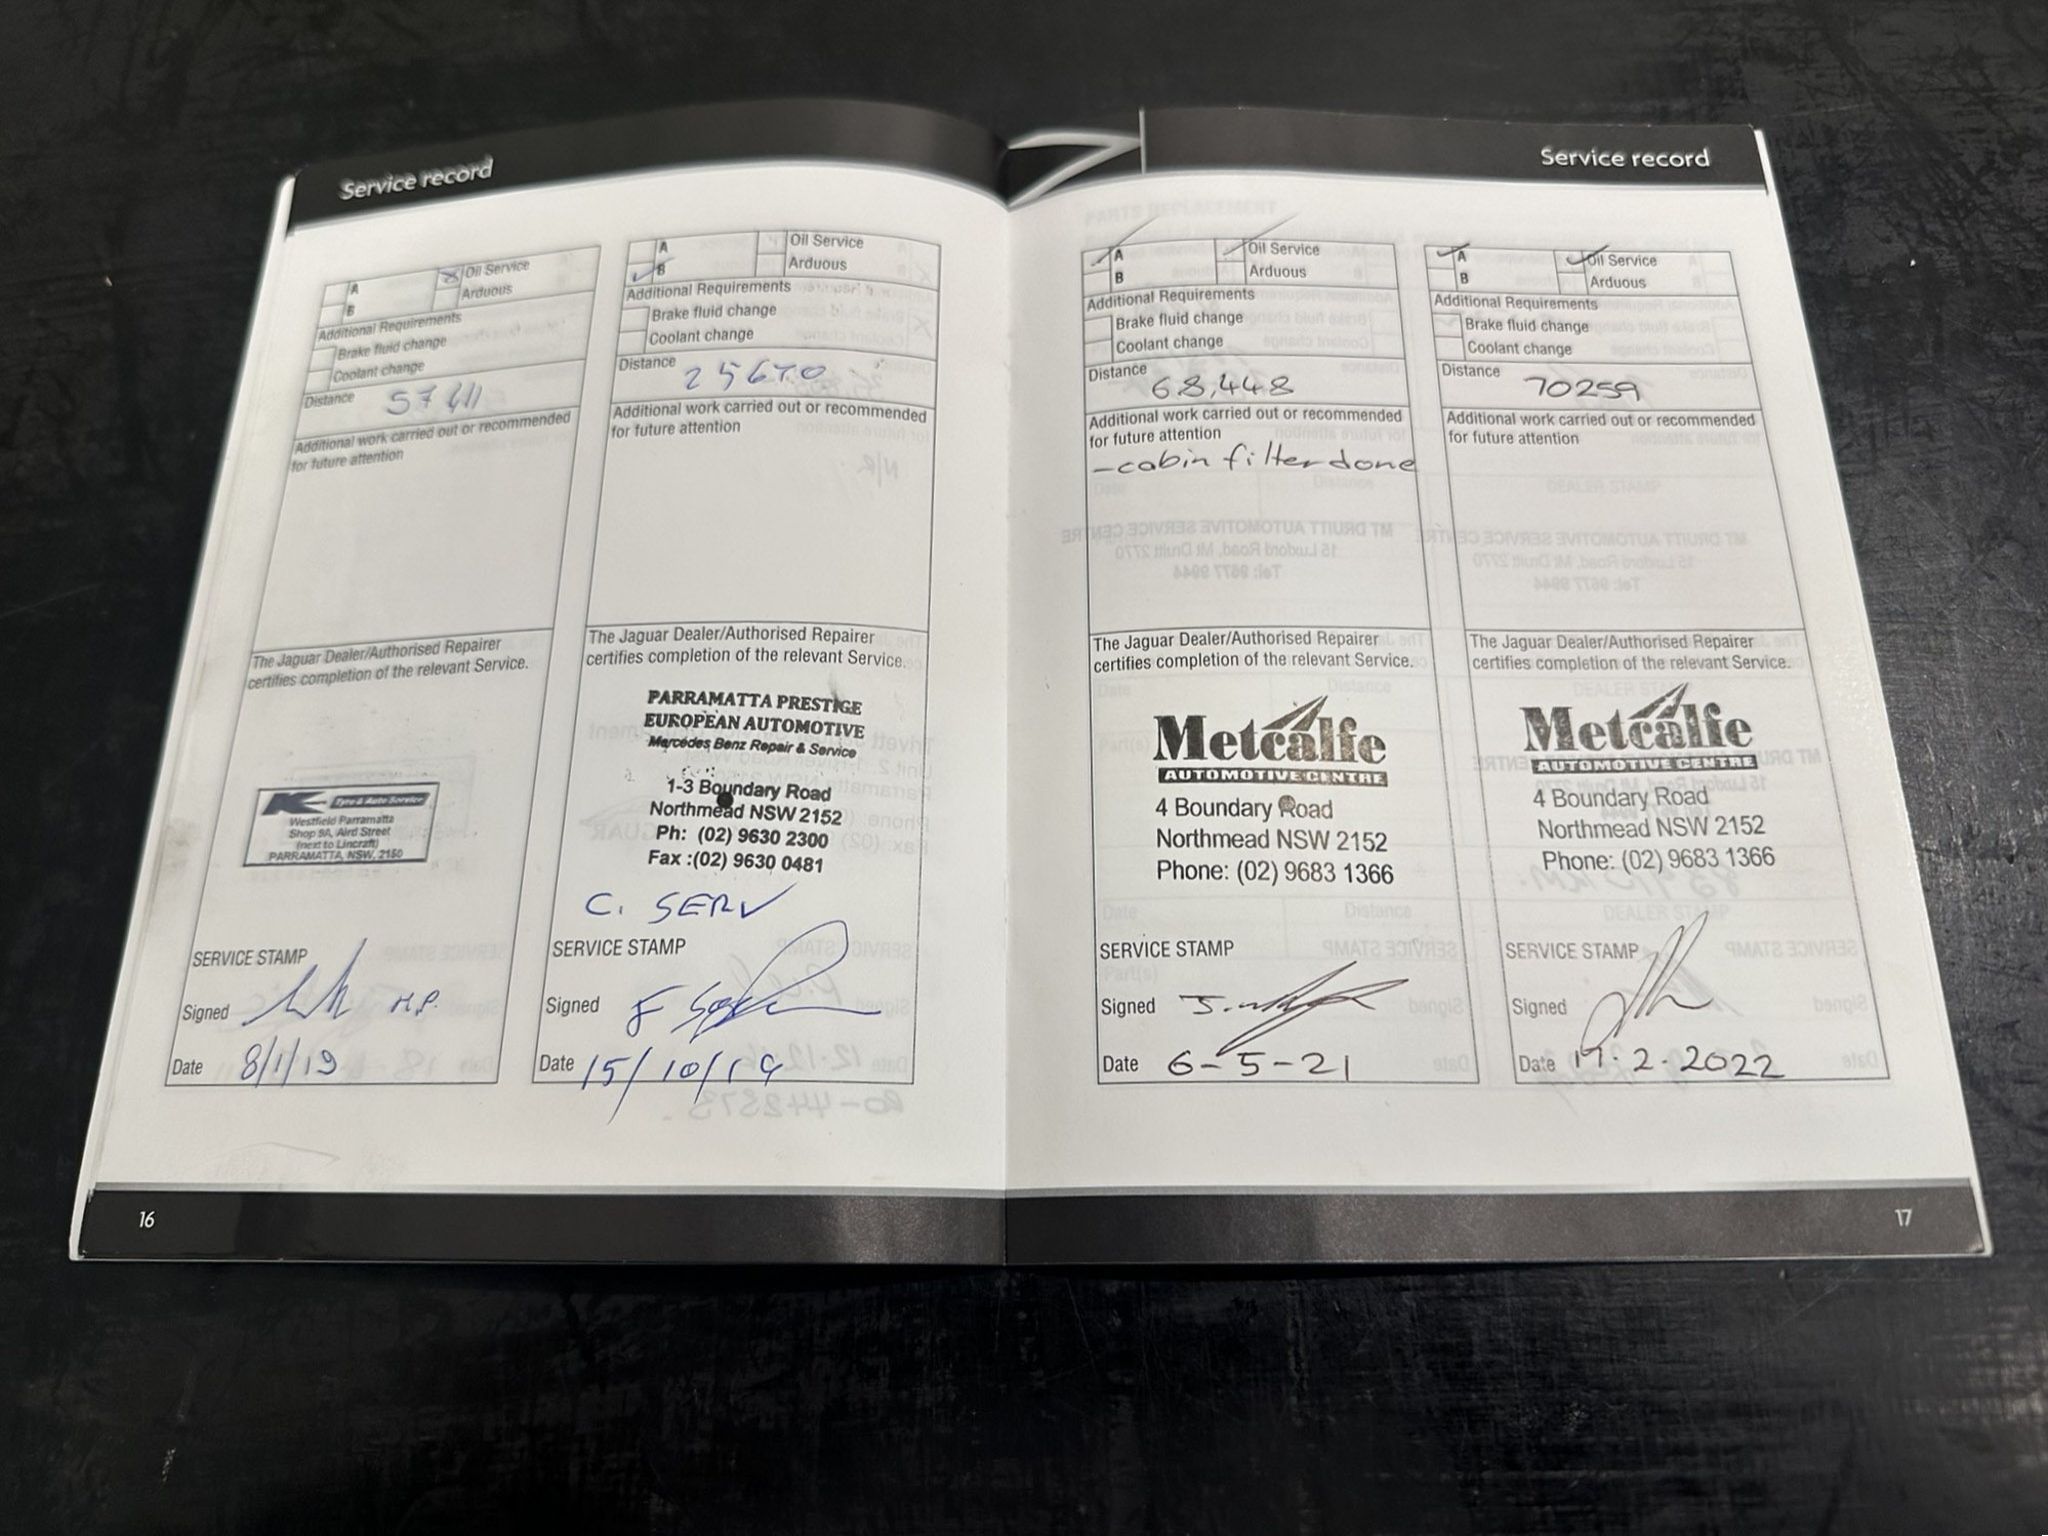 Service record
A
Oil Service
B
Arduous
Additional Requirements
Brake fluid change
Coolant change
Distance
Additional work carried out or recommended
for future attention
The Jaguar Dealer/Authorised Repairer
certifies completion of the relevant Service.
Tyre & Auto Service
Westfield Parramatta
Shop 9A, Aird Street
(next to Lincraft)
PARRAMATTA, NSW, 2150
SERVICE STAMP
Signed M.P.
Date 8/1/19
A
Oil Service
B
Arduous
Additional Requirements
Brake fluid change
Coolant change
Distance
Additional work carried out or recommended
for future attention
The Jaguar Dealer/Authorised Repairer
certifies completion of the relevant Service.
PARRAMATTA PRESTIGE
EUROPEAN AUTOMOTIVE
Mercedes Benz Repair & Service
1-3 Boundary Road
Northmead NSW 2152
Ph: (02) 9630 2300
Fax :(02) 9630 0481
C. SERV
SERVICE STAMP
Signed
Date 15/10/19
16
Service record
A
Oil Service
B
Arduous
Additional Requirements
Brake fluid change
Coolant change
Distance 68,448
Additional work carried out or recommended
for future attention
-cabin filter done
The Jaguar Dealer/Authorised Repairer
certifies completion of the relevant Service.
Metcalfe
AUTOMOTIVE CENTRE
4 Boundary Road
Northmead NSW 2152
Phone: (02) 9683 1366
SERVICE STAMP
Signed
Date 6-5-21
A
Oil Service
B
Arduous
Additional Requirements
Brake fluid change
Coolant change
Distance 70259
Additional work carried out or recommended
for future attention
The Jaguar Dealer/Authorised Repairer
certifies completion of the relevant Service.
Metcalfe
AUTOMOTIVE CENTRE
4 Boundary Road
Northmead NSW 2152
Phone: (02) 9683 1366
SERVICE STAMP
Signed
Date 17.2.2022
17